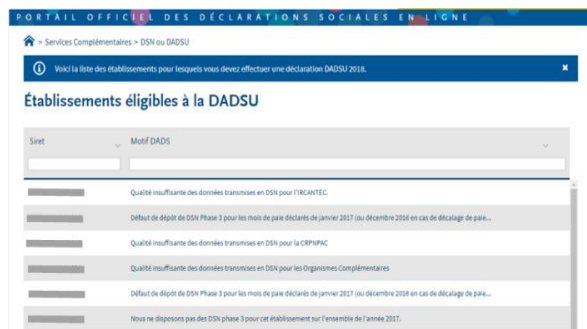 PORTAIL OFFICIEL DES DÉCLARATIONS SOCIALES EN LIGNE
> Services Complémentaires > DSN ou DADSU
Voici la liste des établissements pour lesquels vous devez effectuer une déclaration DADSU 2018.
Établissements éligibles à la DADSU
Siret Motif DADS
Qualité insuffisante des données transmises en DSN pour l'IRCANTEC.
Défaut de dépôt de DSN Phase 3 pour les mois de paie déclarés de janvier 2017 (ou décembre 2016 en cas de décalage de paie...
Qualité insuffisante des données transmises en DSN pour la CRPNPAC
Qualité insuffisante des données transmises en DSN pour les Organismes Complémentaires
Défaut de dépôt de DSN Phase 3 pour les mois de paie déclarés de janvier 2017 (ou décembre 2016 en cas de décalage de paie...
Nous ne disposons pas des DSN phase 3 pour cet établissement sur l'ensemble de l'année 2017.